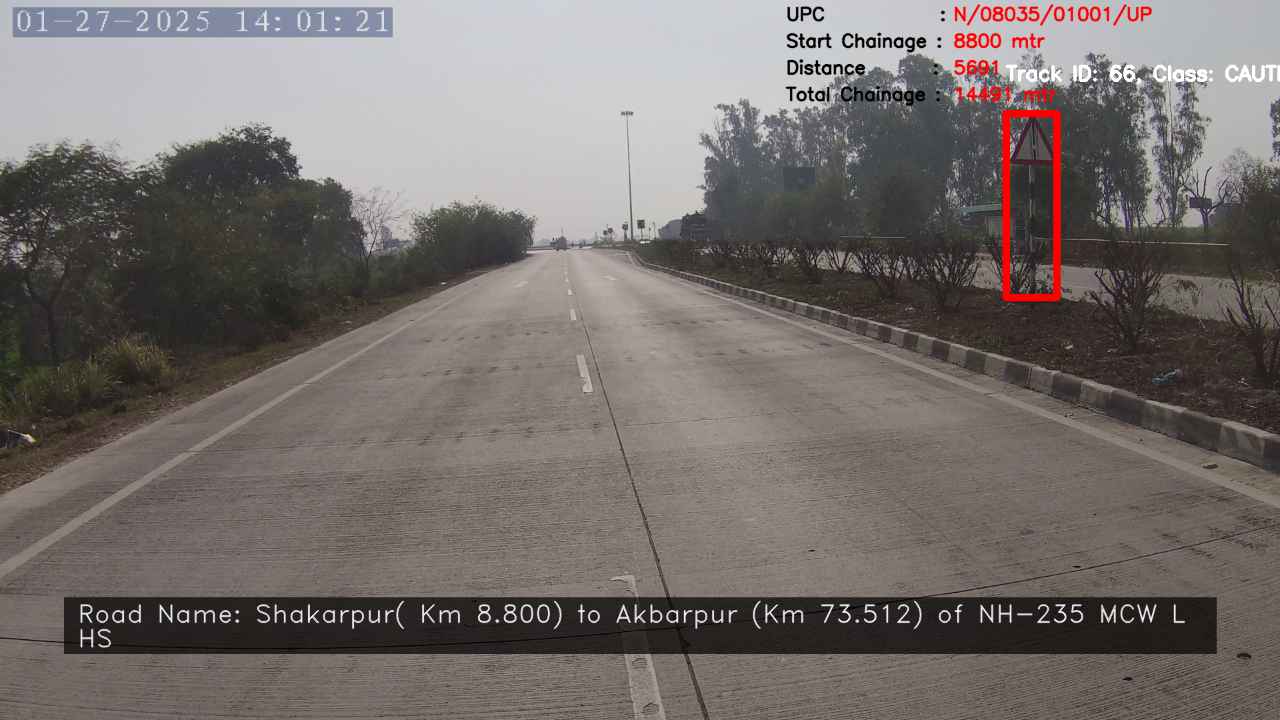 01-27-2025 14:01:21
UPC : N/08035/01001/UP
Start Chainage : 8800 mtr
Distance : 5691
Track ID: 66, Class: CAUTI
Total Chainage : 14491 mtr
Road Name: Shakarpur( Km 8.800) to Akbarpur (Km 73.512) of NH-235 MCW L
HS